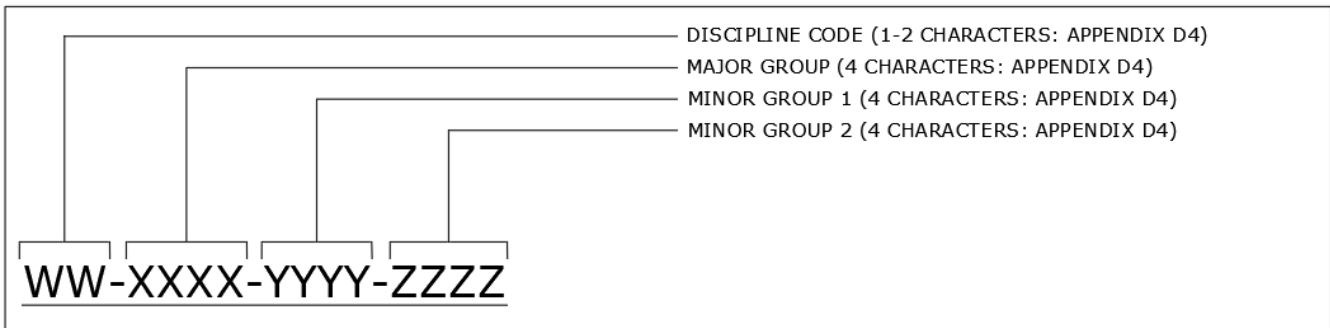 DISCIPLINE CODE (1-2 CHARACTERS: APPENDIX D4)
MAJOR GROUP (4 CHARACTERS: APPENDIX D4)
MINOR GROUP 1 (4 CHARACTERS: APPENDIX D4)
MINOR GROUP 2 (4 CHARACTERS: APPENDIX D4)
WW-XXXX-YYYY-ZZZZ